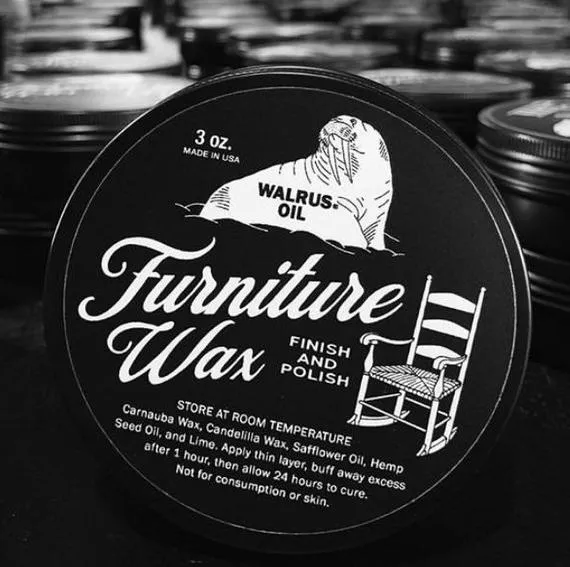 3 oz.
MADE IN USA
WALRUS·
OIL
Furniture
Wax
FINISH
AND
POLISH
STORE AT ROOM TEMPERATURE
Carnauba Wax, Candelilla Wax, Safflower Oil, Hemp
Seed Oil, and Lime. Apply thin layer, buff away excess
after 1 hour, then allow 24 hours to cure.
Not for consumption or skin.